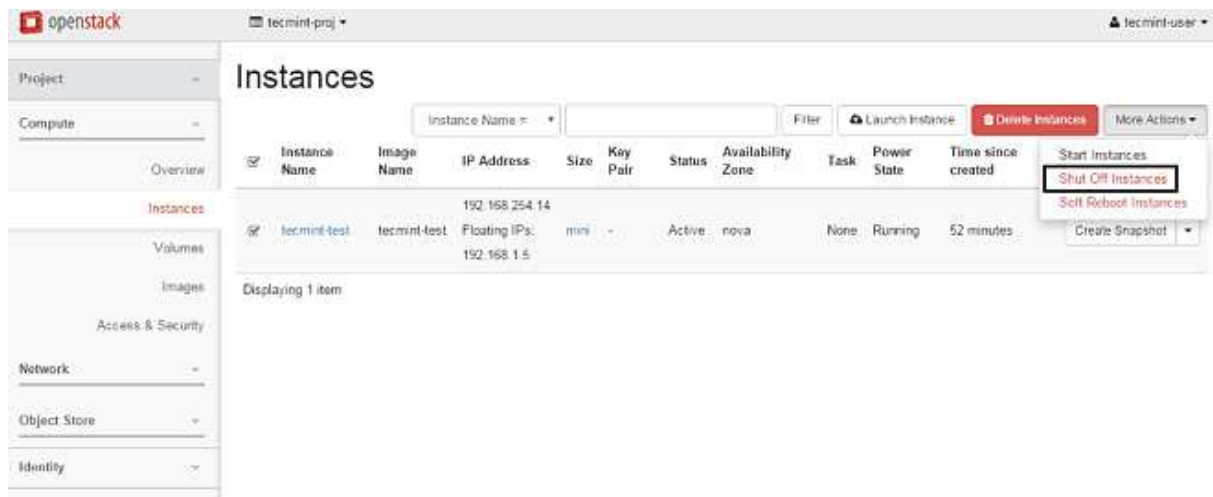 openstack
tecmint-proj
tecmint-user
Project
Compute
Overview
Instances
Volumes
Images
Access & Security
Network
Object Store
Identity
Instances
Instance Name =
Filter
Launch Instance
Delete Instances
More Actions
Start Instances
Shut Off Instances
Soft Reboot Instances
Instance Name
Image Name
IP Address
Size
Key Pair
Status
Availability Zone
Task
Power State
Time since created
tecmint-test
tecmint-test
192.168.254.14
Floating IPs:
192.168.1.5
mini
-
Active
nova
None
Running
52 minutes
Create Snapshot
Displaying 1 item